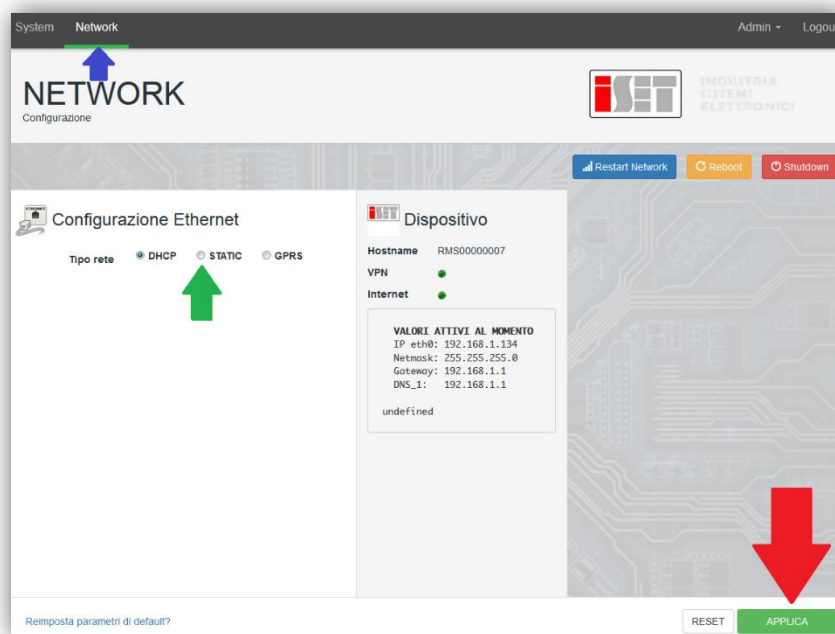 System Network Admin Logou
NETWORK
Configurazione
iSET
INDUSTRIA
SISTEMI
ELETTRONICI
Restart Network Reboot Shutdown
Configurazione Ethernet
Tipo rete DHCP STATIC GPRS
iSET Dispositivo
Hostname RMS00000007
VPN
Internet
VALORI ATTIVI AL MOMENTO
IP eth0: 192.168.1.134
Netmask: 255.255.255.0
Gateway: 192.168.1.1
DNS_1: 192.168.1.1
undefined
Reimposta parametri di default?
RESET APPLICA